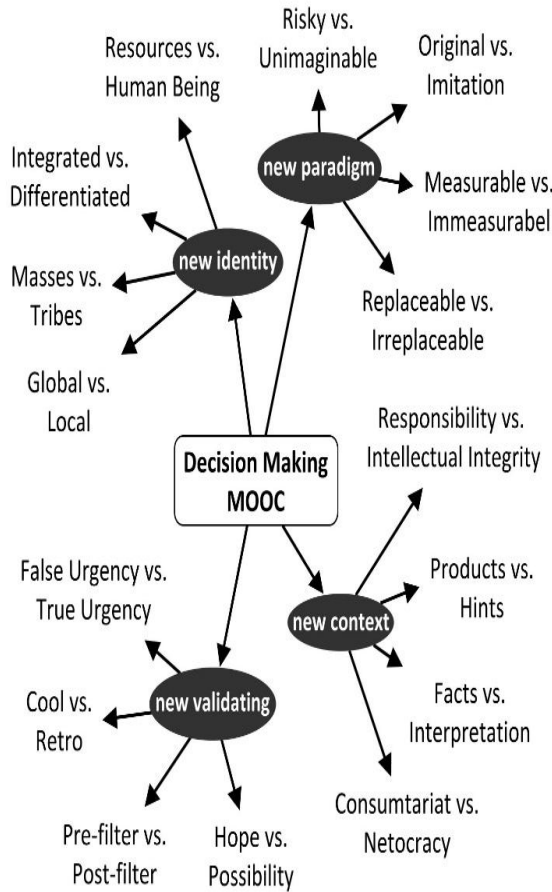 Resources vs.
Human Being
Risky vs.
Unimaginable
Original vs.
Imitation
Integrated vs.
Differentiated
new paradigm
Measurable vs.
Immeasurabel
new identity
Masses vs.
Tribes
Replaceable vs.
Irreplaceable
Global vs.
Local
Decision Making
MOOC
Responsibility vs.
Intellectual Integrity
False Urgency vs.
True Urgency
Products vs.
Hints
new context
Cool vs.
Retro
new validating
Facts vs.
Interpretation
Pre-filter vs.
Post-filter
Hope vs.
Possibility
Consumtariat vs.
Netocracy